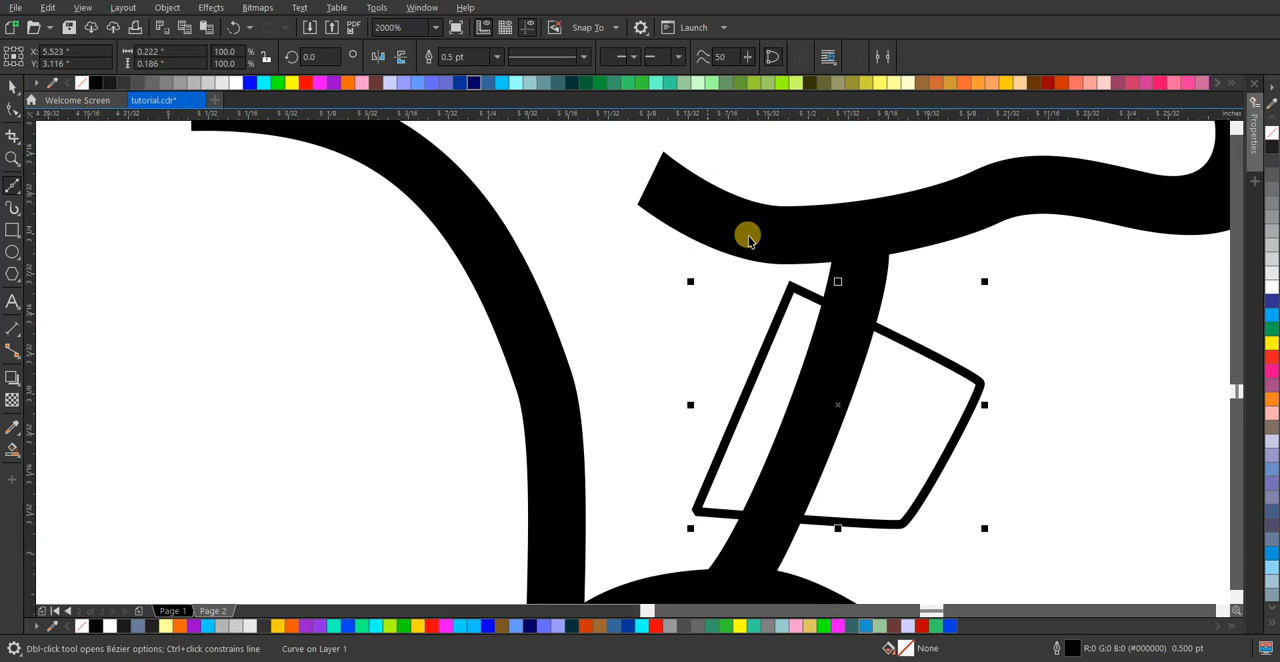 File Edit View Layout Object Effects Bitmaps Text Table Tools Window Help
PDF 2000% Snap To Launch
X: 5.523 " 0.222 " 100.0 % 0.0 0.5 pt 50
Y: 3.116 " 0.186 " 100.0 %
Welcome Screen tutorial.cdr*
inches
Properties
Page 1 Page 2
Dbl-click tool opens Bézier options; Ctrl+click constrains line Curve on Layer 1 None R:0 G:0 B:0 (#000000) 0.500 pt